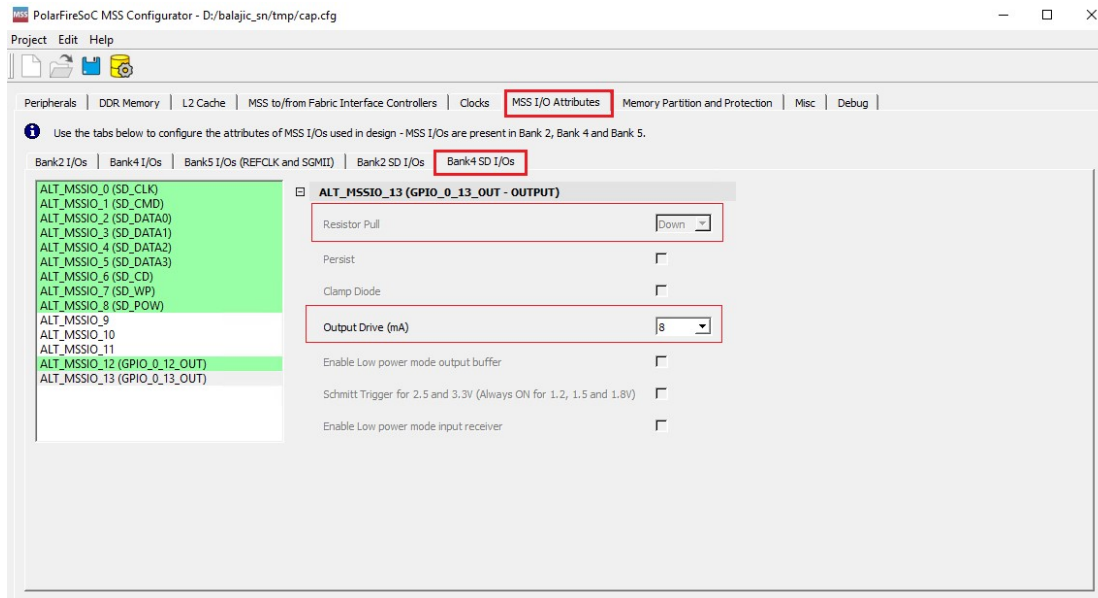 MSS PolarFireSoC MSS Configurator - D:/balajic_sn/tmp/cap.cfg
Project Edit Help
Peripherals DDR Memory L2 Cache MSS to/from Fabric Interface Controllers Clocks MSS I/O Attributes Memory Partition and Protection Misc Debug
i Use the tabs below to configure the attributes of MSS I/Os used in design - MSS I/Os are present in Bank 2, Bank 4 and Bank 5.
Bank2 I/Os Bank4 I/Os Bank5 I/Os (REFCLK and SGMII) Bank2 SD I/Os Bank4 SD I/Os
ALT_MSSIO_0 (SD_CLK)
ALT_MSSIO_1 (SD_CMD)
ALT_MSSIO_2 (SD_DATA0)
ALT_MSSIO_3 (SD_DATA1)
ALT_MSSIO_4 (SD_DATA2)
ALT_MSSIO_5 (SD_DATA3)
ALT_MSSIO_6 (SD_CD)
ALT_MSSIO_7 (SD_WP)
ALT_MSSIO_8 (SD_POW)
ALT_MSSIO_9
ALT_MSSIO_10
ALT_MSSIO_11
ALT_MSSIO_12 (GPIO_0_12_OUT)
ALT_MSSIO_13 (GPIO_0_13_OUT)
ALT_MSSIO_13 (GPIO_0_13_OUT - OUTPUT)
Resistor Pull Down
Persist
Clamp Diode
Output Drive (mA) 8
Enable Low power mode output buffer
Schmitt Trigger for 2.5 and 3.3V (Always ON for 1.2, 1.5 and 1.8V)
Enable Low power mode input receiver